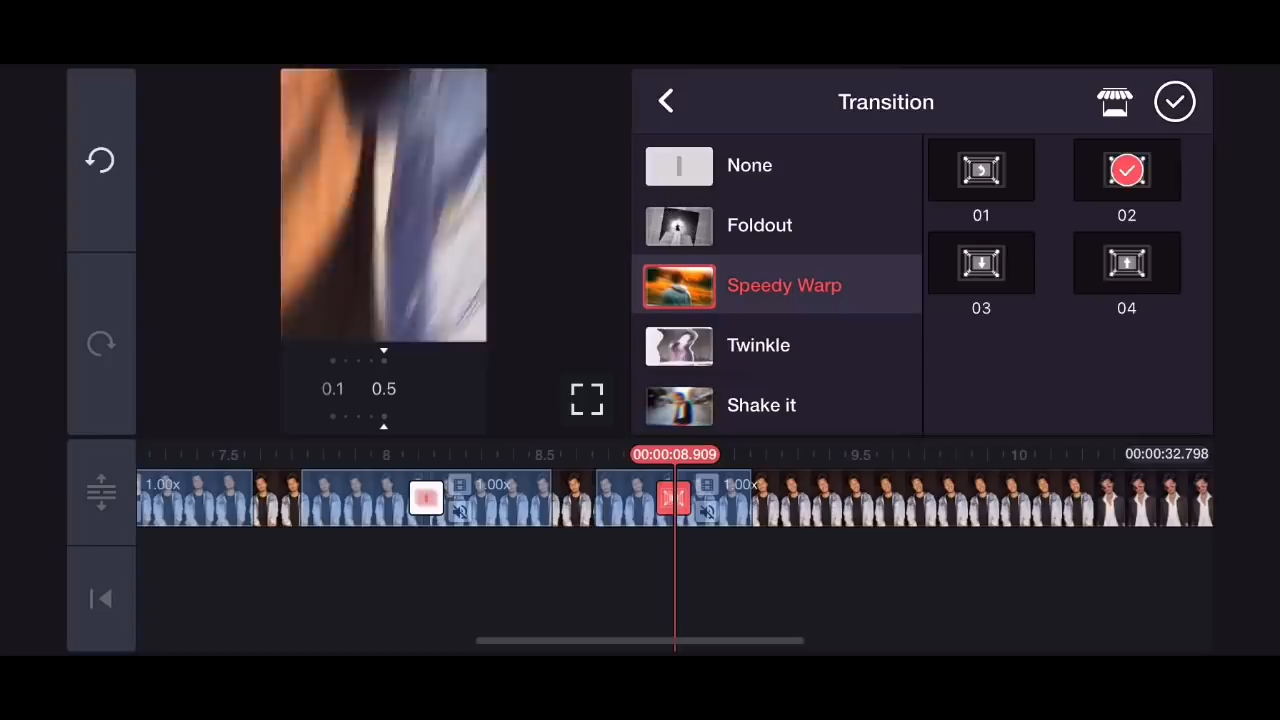 Transition
None
Foldout
Speedy Warp
Twinkle
Shake it
01
02
03
04
0.1 0.5
7.5 8 8.5 00:00:08.909 9.5 10 00:00:32.798
1.00x 1.00x 1.00x